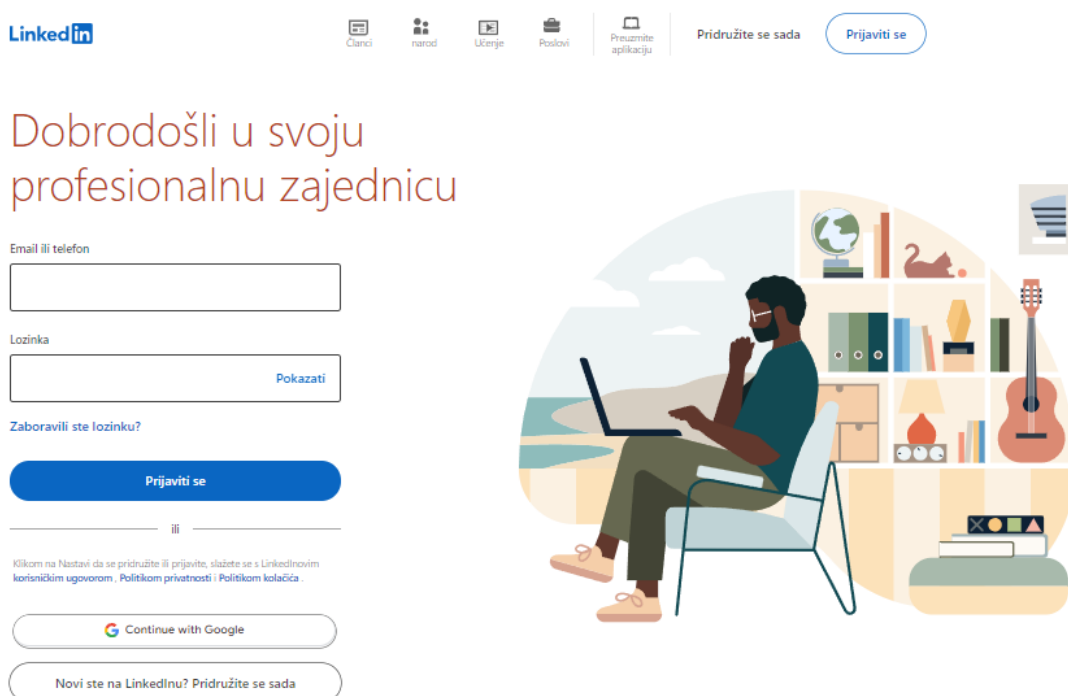 LinkedIn
Članci
narod
Učenje
Poslovi
Preuzmite
aplikaciju
Pridružite se sada
Prijaviti se
Dobrodošli u svoju
profesionalnu zajednicu
Email ili telefon
Lozinka
Pokazati
Zaboravili ste lozinku?
Prijaviti se
ili
Klikom na Nastavi da se pridružite ili prijavite, slažete se s LinkedInovim
korisničkim ugovorom , Politikom privatnosti i Politikom kolačića .
Continue with Google
Novi ste na LinkedInu? Pridružite se sada